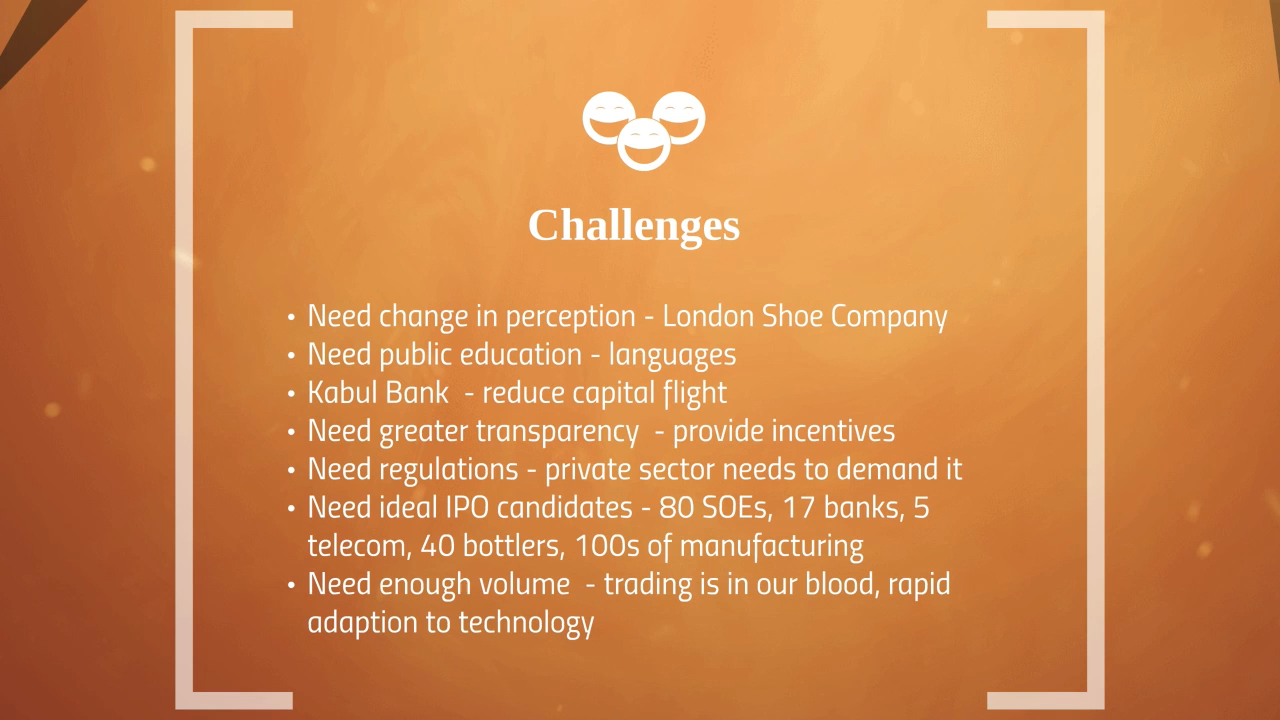 Challenges
• Need change in perception - London Shoe Company
• Need public education - languages
• Kabul Bank  - reduce capital flight
• Need greater transparency  - provide incentives
• Need regulations - private sector needs to demand it
• Need ideal IPO candidates - 80 SOEs, 17 banks, 5
telecom, 40 bottlers, 100s of manufacturing
• Need enough volume  - trading is in our blood, rapid
adaption to technology